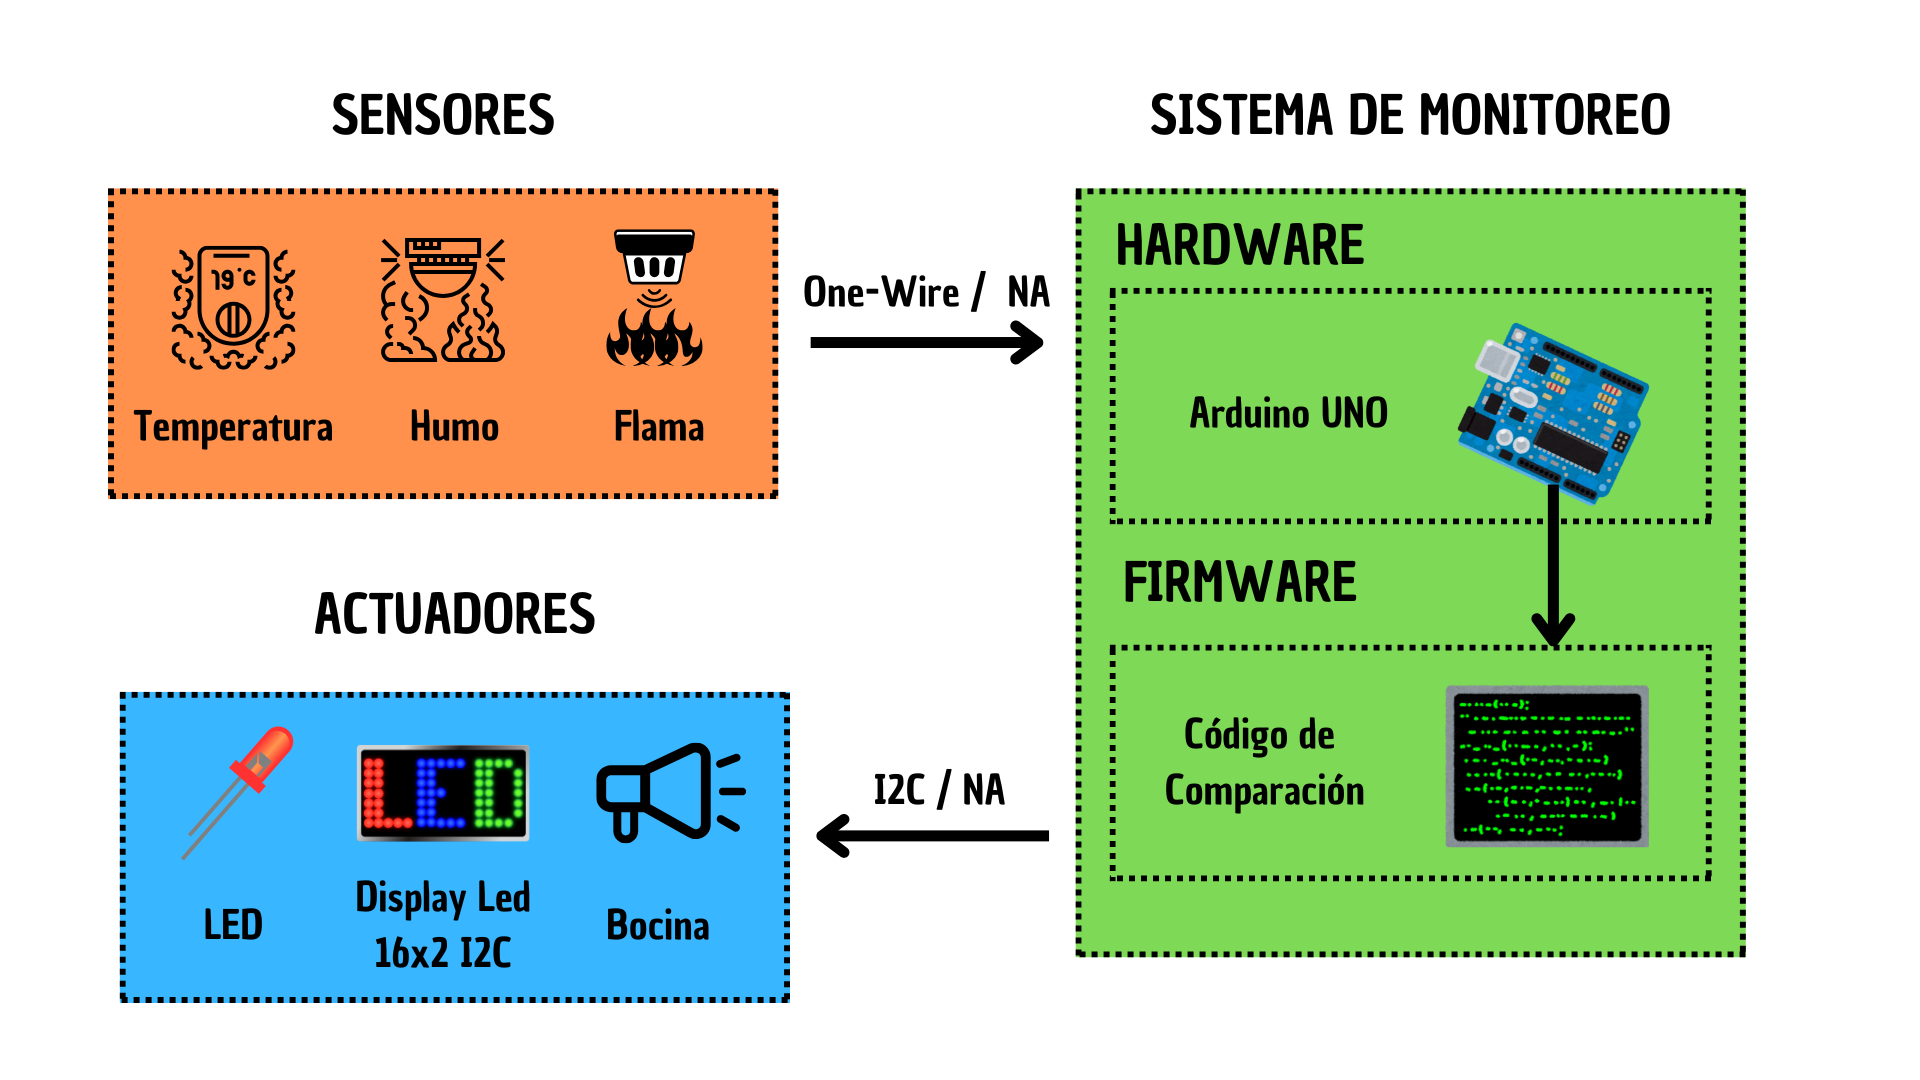 SENSORES
19°C
Temperatura
Humo
Flama
One-Wire / NA
SISTEMA DE MONITOREO
HARDWARE
Arduino UNO
FIRMWARE
Código de
Comparación
I2C / NA
ACTUADORES
LED
LED
Display Led
16x2 I2C
Bocina